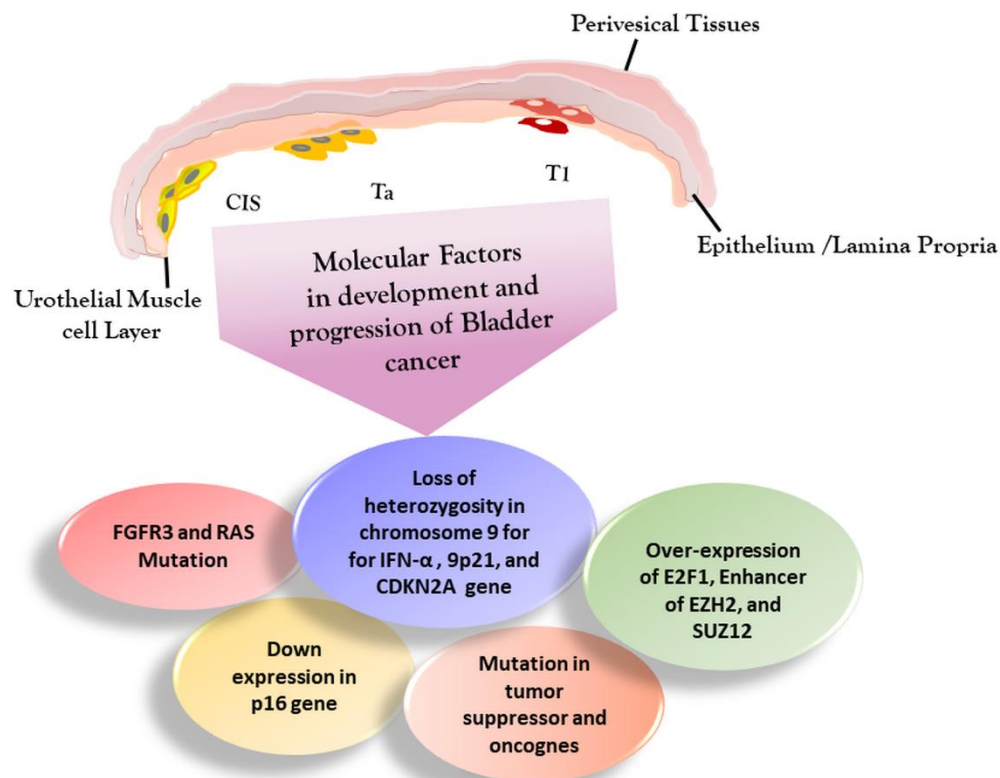 Perivesical Tissues
CIS
Ta
T1
Epithelium /Lamina Propria
Urothelial Muscle
cell Layer
Molecular Factors
in development and
progression of Bladder
cancer
FGFR3 and RAS
Mutation
Loss of
heterozygosity in
chromosome 9 for
for IFN-α , 9p21, and
CDKN2A gene
Over-expression
of E2F1, Enhancer
of EZH2, and
SUZ12
Down
expression in
p16 gene
Mutation in
tumor
suppressor and
oncognes